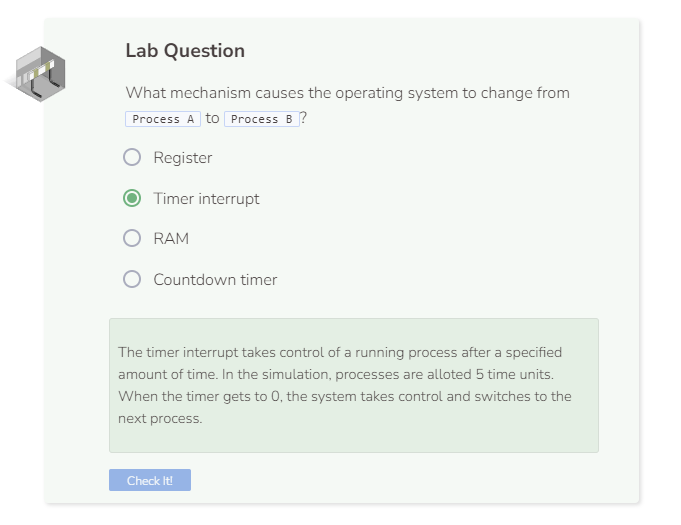 Lab Question
What mechanism causes the operating system to change from
Process A to Process B ?
Register
Timer interrupt
RAM
Countdown timer
The timer interrupt takes control of a running process after a specified
amount of time. In the simulation, processes are alloted 5 time units.
When the timer gets to 0, the system takes control and switches to the
next process.
Check It!